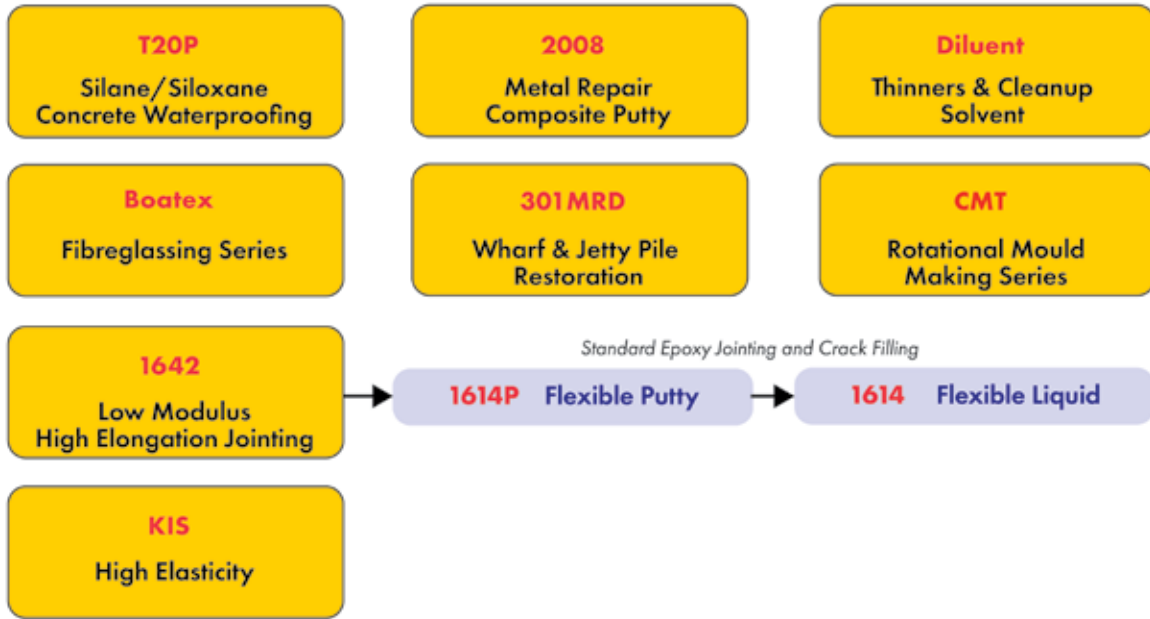 T20P
Silane/Siloxane
Concrete Waterproofing
2008
Metal Repair
Composite Putty
Diluent
Thinners & Cleanup
Solvent
Boatex
Fibreglassing Series
301MRD
Wharf & Jetty Pile
Restoration
CMT
Rotational Mould
Making Series
1642
Low Modulus
High Elongation Jointing
Standard Epoxy Jointing and Crack Filling
1614P Flexible Putty
1614 Flexible Liquid
KIS
High Elasticity